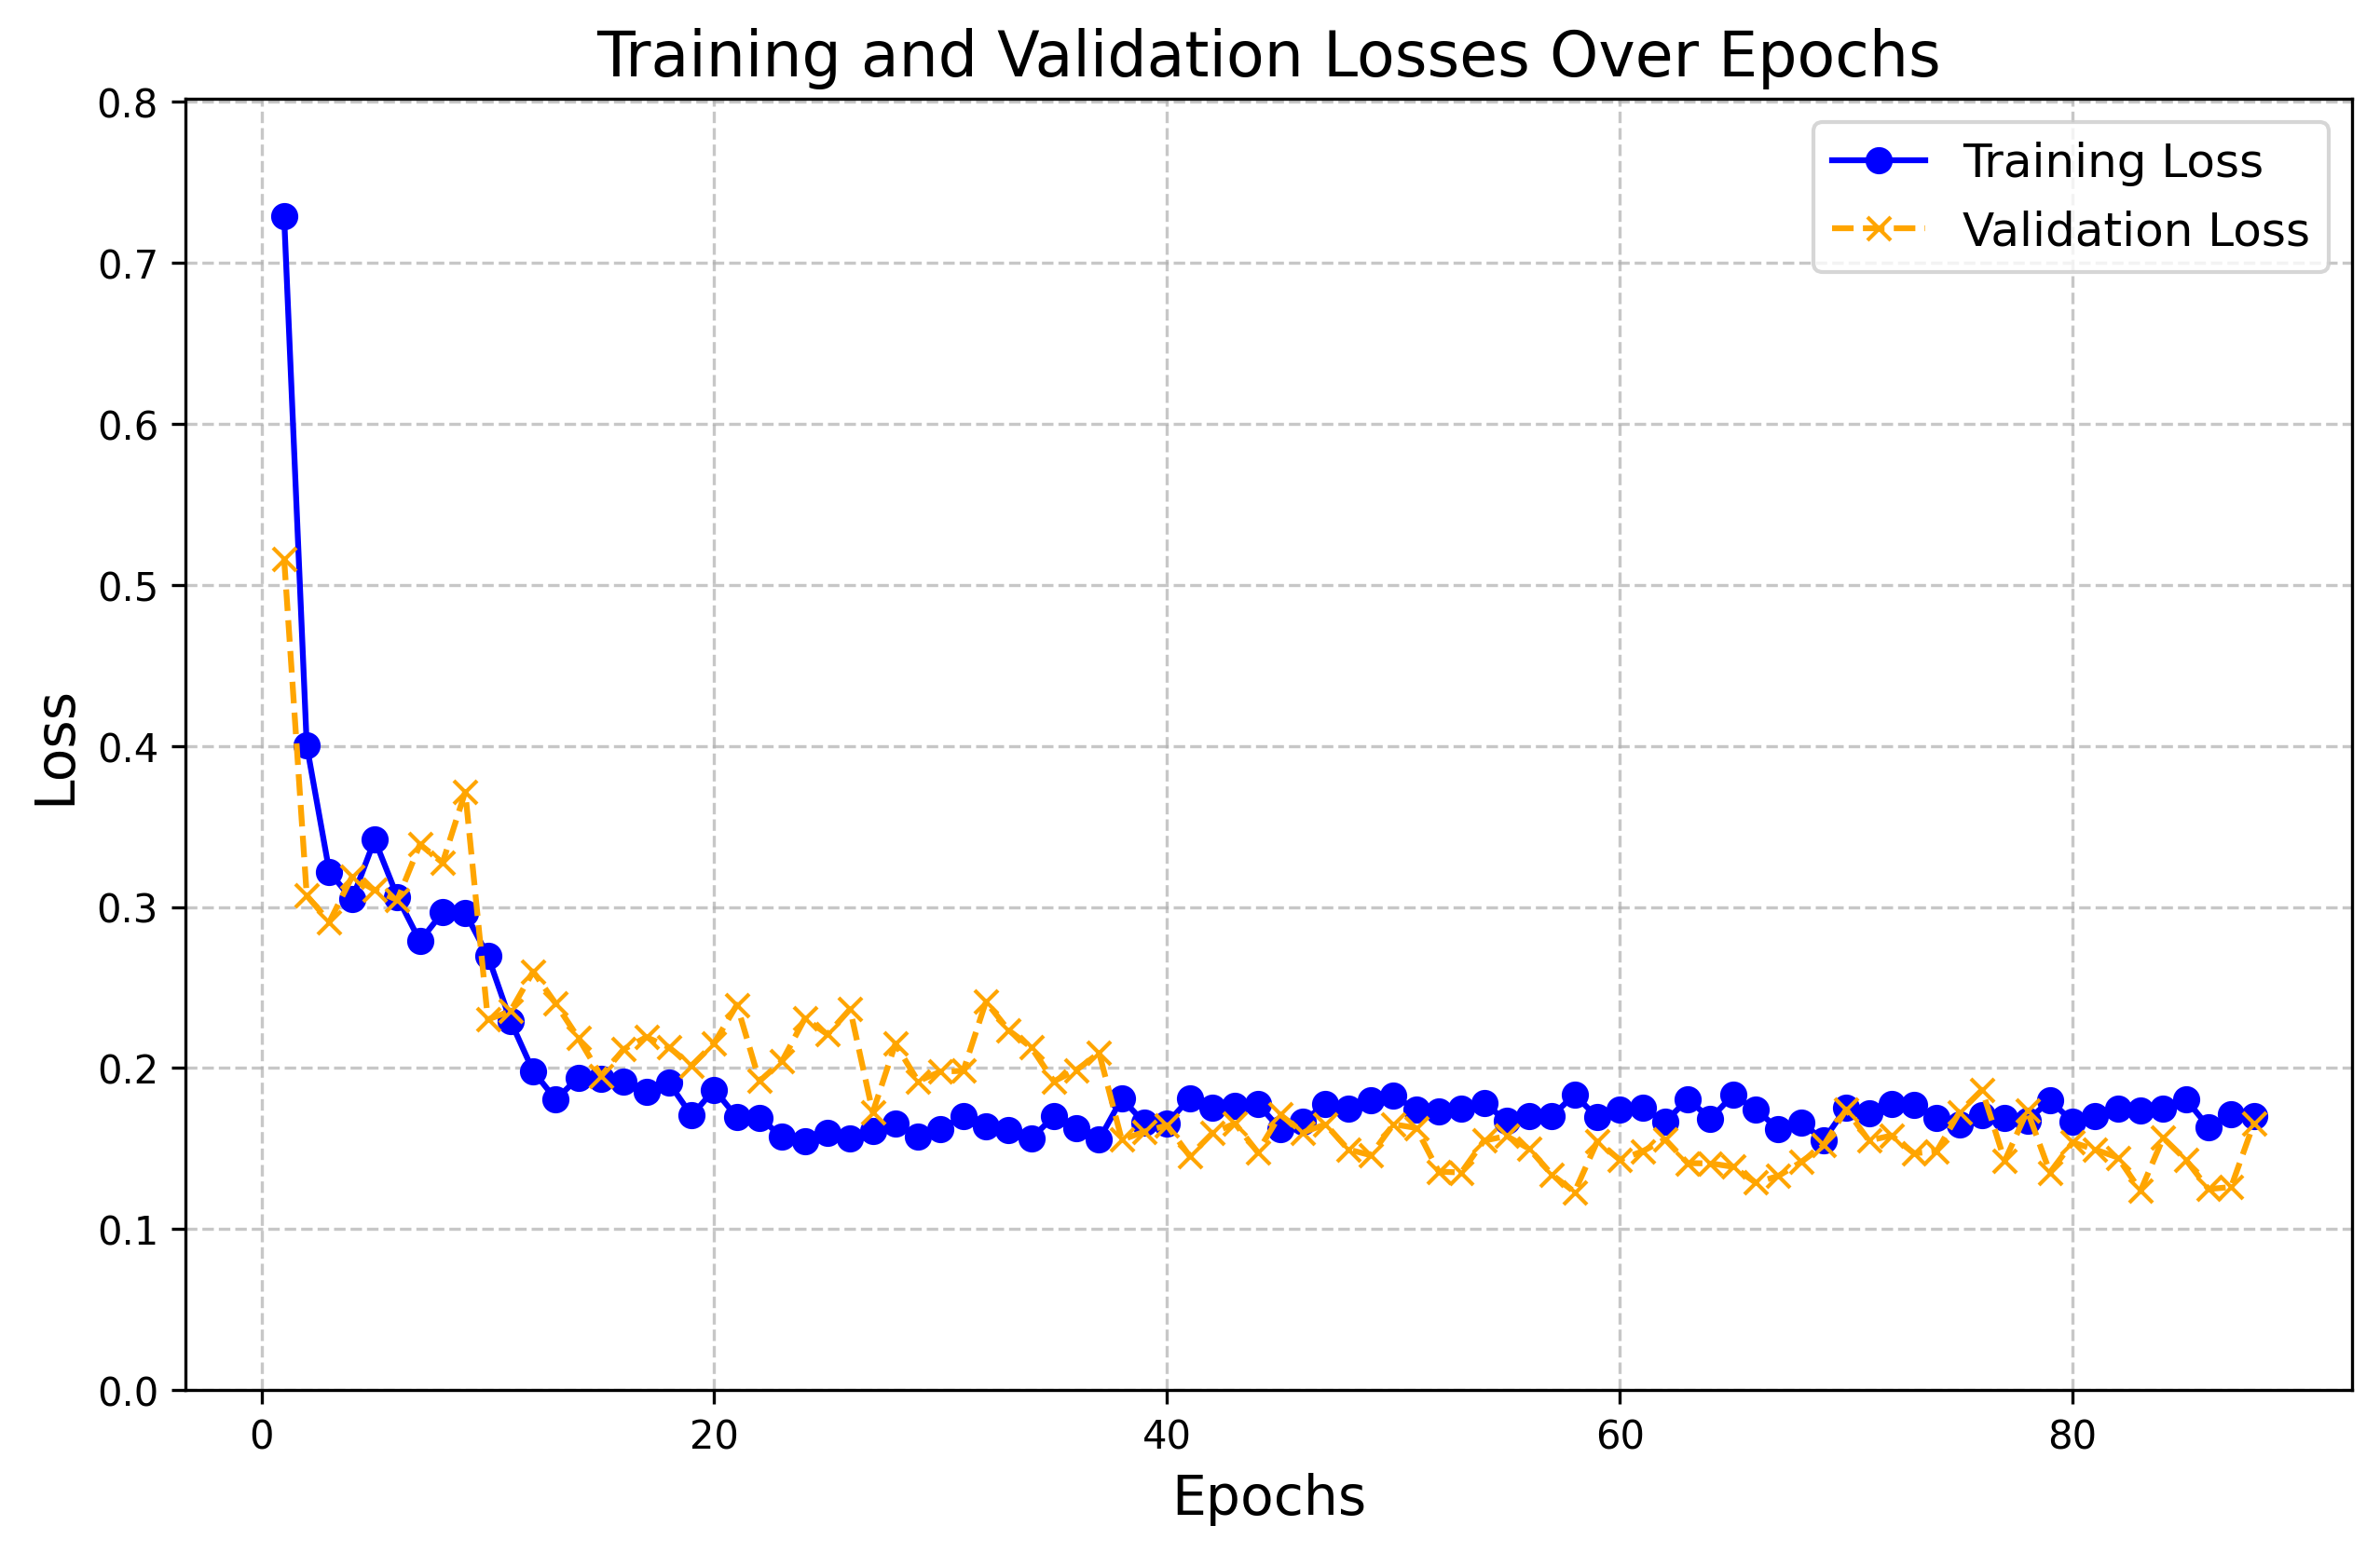 Training and Validation Losses Over Epochs
0.8
0.7
0.6
0.5
0.4
0.3
0.2
0.1
0.0
Loss
Training Loss
Validation Loss
0 20 40 60 80
Epochs